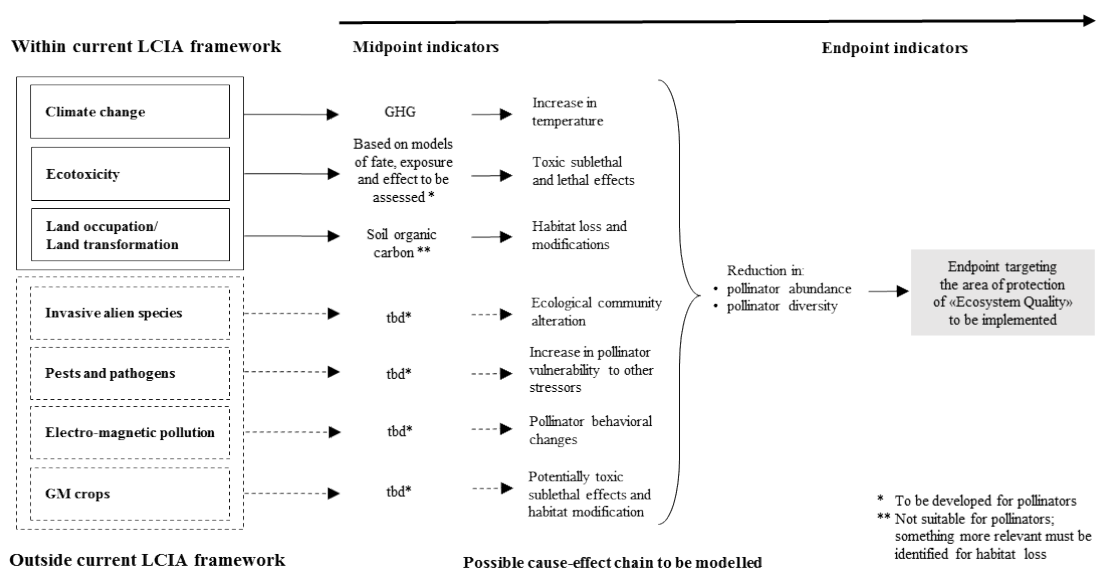 Within current LCIA framework
Midpoint indicators
Endpoint indicators
Climate change
GHG
Increase in
temperature
Ecotoxicity
Based on models
of fate, exposure
and effect to be
assessed *
Toxic sublethal
and lethal effects
Land occupation/
Land transformation
Soil organic
carbon **
Habitat loss and
modifications
Invasive alien species
tbd*
Ecological community
alteration
Pests and pathogens
tbd*
Increase in pollinator
vulnerability to other
stressors
Electro-magnetic pollution
tbd*
Pollinator behavioral
changes
GM crops
tbd*
Potentially toxic
sublethal effects and
habitat modification
Reduction in:
• pollinator abundance
• pollinator diversity
Endpoint targeting
the area of protection
of «Ecosystem Quality»
to be implemented
* To be developed for pollinators
** Not suitable for pollinators;
something more relevant must be
identified for habitat loss
Outside current LCIA framework
Possible cause-effect chain to be modelled